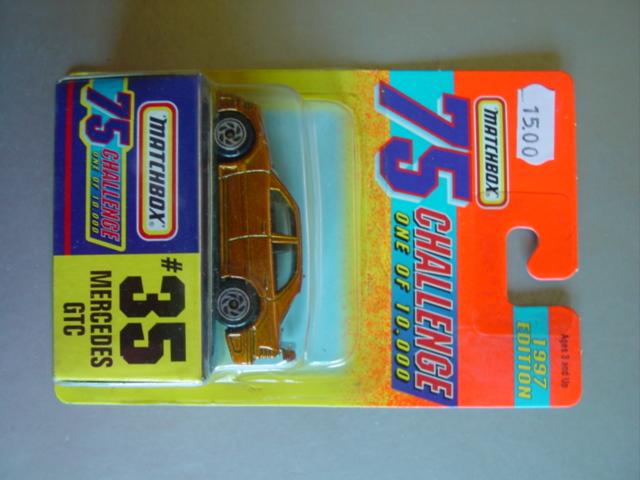 15.00
MATCHBOX
75
CHALLENGE
ONE OF 10,000
1997
EDITION
Ages 3 and Up
MATCHBOX
75
CHALLENGE
ONE OF 10,000
#35
MERCEDES
GTC